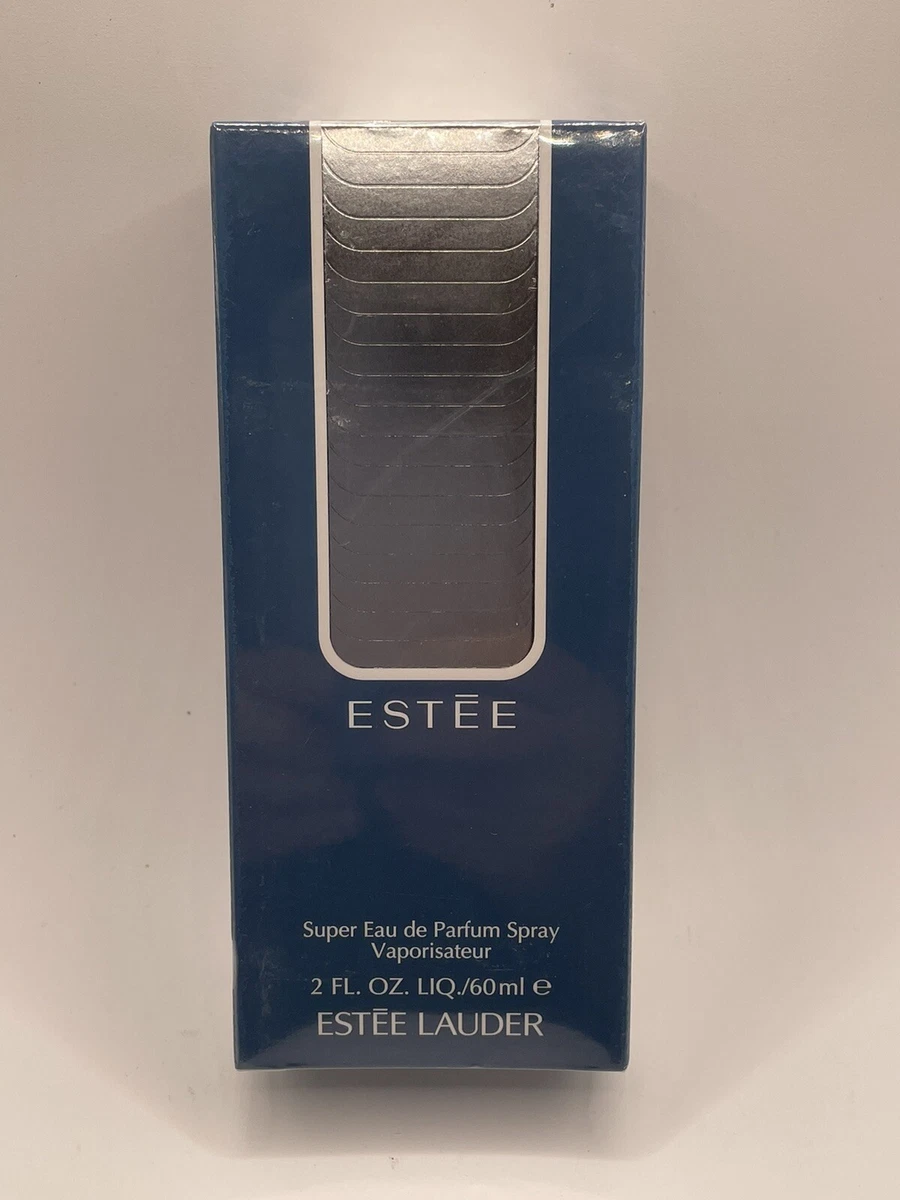 ESTĒE
Super Eau de Parfum Spray
Vaporisateur
2 FL. OZ. LIQ./60ml ℮
ESTĒE LAUDER